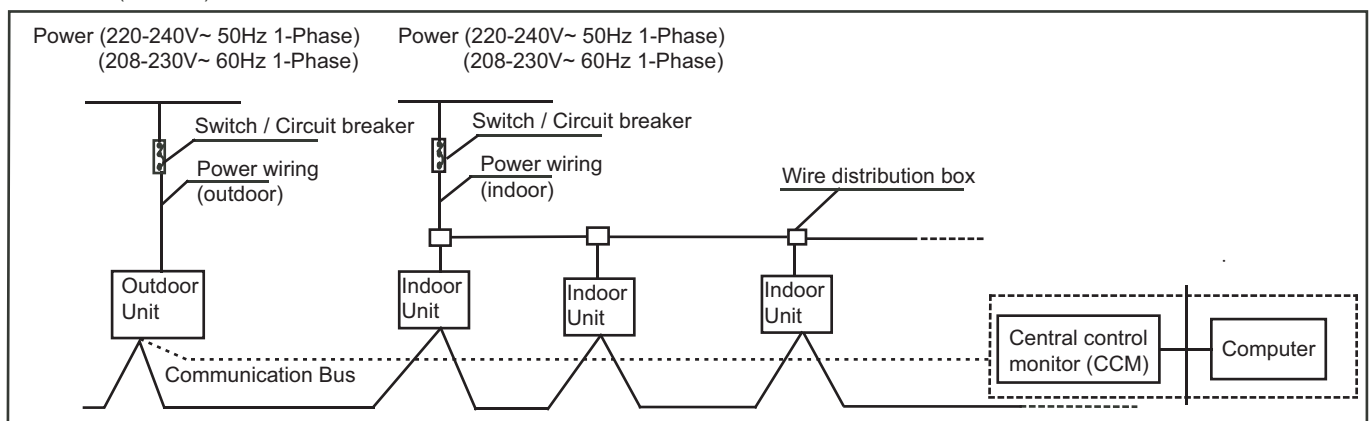 Power (220-240V~ 50Hz 1-Phase)
(208-230V~ 60Hz 1-Phase)
Power (220-240V~ 50Hz 1-Phase)
(208-230V~ 60Hz 1-Phase)
Switch / Circuit breaker
Power wiring
(outdoor)
Switch / Circuit breaker
Power wiring
(indoor)
Wire distribution box
Outdoor
Unit
Indoor
Unit
Indoor
Unit
Indoor
Unit
Communication Bus
Central control
monitor (CCM)
Computer